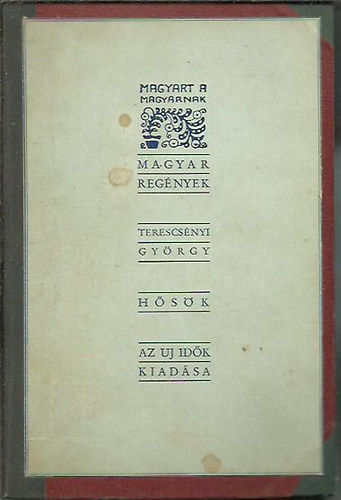 MAGYART A
MAGYARNAK
MAGYAR
REGÉNYEK
TERESCSÉNYI
GYÖRGY
HŐSÖK
AZ UJ IDŐK
KIADÁSA